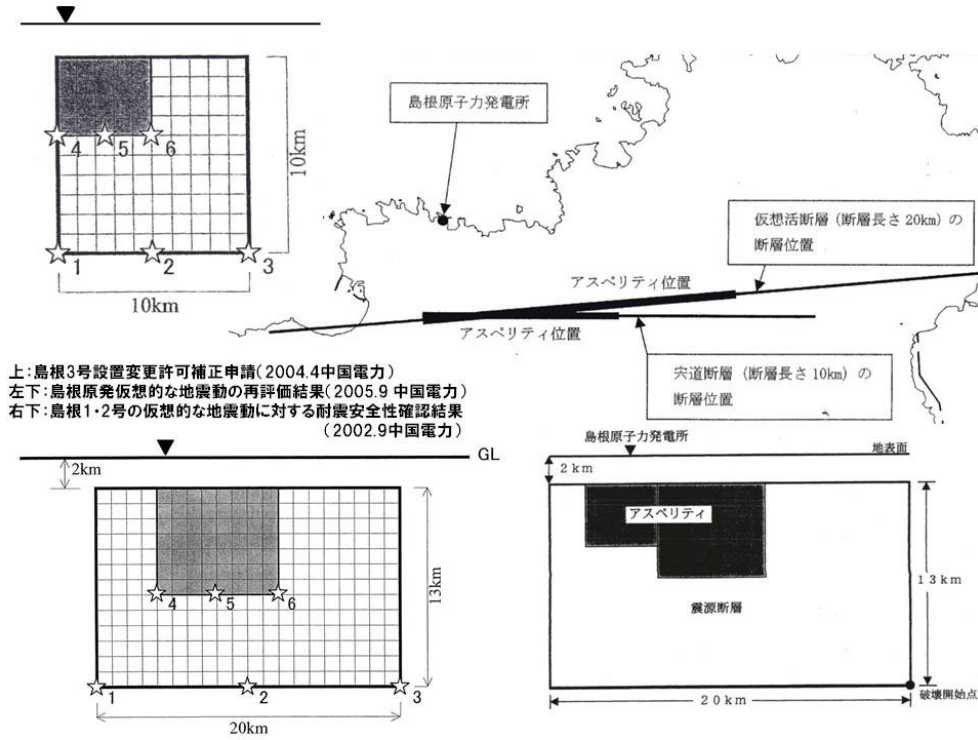 4 5 6
1 2 3
10km
10km
島根原子力発電所
仮想活断層（断層長さ20km）の
断層位置
アスペリティ位置
アスペリティ位置
宍道断層（断層長さ10km）の
断層位置
上：島根3号設置変更許可補正申請（2004.4中国電力）
左下：島根原発仮想的な地震動の再評価結果（2005.9 中国電力）
右下：島根1・2号の仮想的な地震動に対する耐震安全性確認結果
（2002.9中国電力）
GL
2km
4 5 6
13km
1 2 3
20km
島根原子力発電所
地表面
2km
アスペリティ
13km
震源断層
20km
破壊開始点